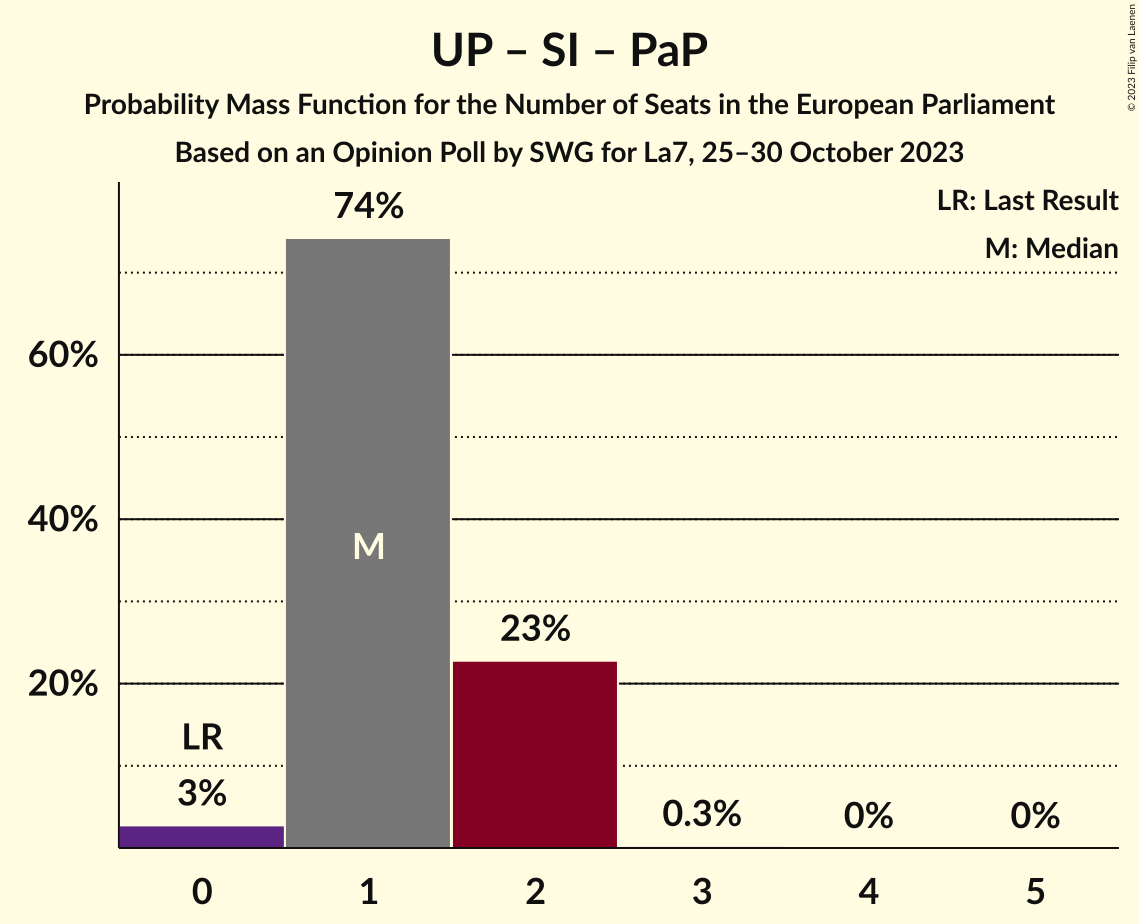 UP – SI – PaP
Probability Mass Function for the Number of Seats in the European Parliament
Based on an Opinion Poll by SWG for La7, 25–30 October 2023
© 2023 Filip van Laenen
LR: Last Result
M: Median
74%
60%
40%
M
23%
20%
LR
3%
0.3%
0%
0%
0
1
2
3
4
5